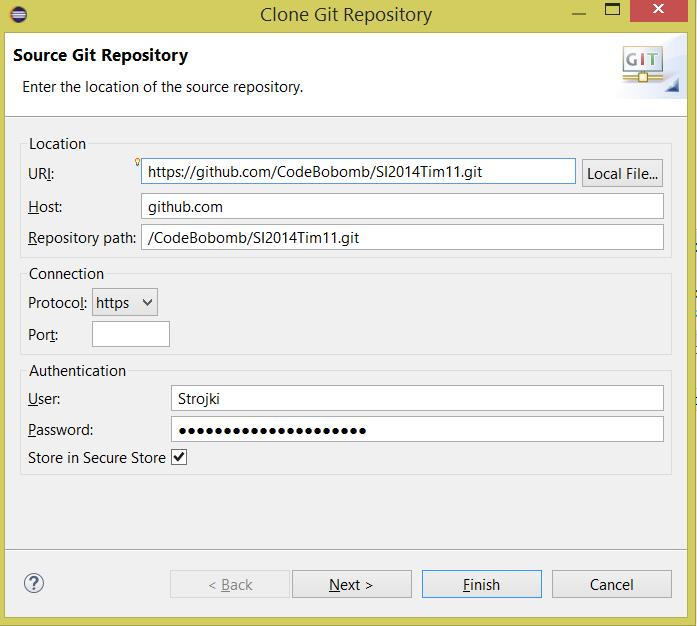 Clone Git Repository
Source Git Repository
GIT
Enter the location of the source repository.
Location
URI: https://github.com/CodeBobomb/SI2014Tim11.git Local File...
Host: github.com
Repository path: /CodeBobomb/SI2014Tim11.git
Connection
Protocol: https
Port:
Authentication
User: Strojki
Password: ●●●●●●●●●●●●●●●●●●●●●
Store in Secure Store
? < Back Next > Finish Cancel